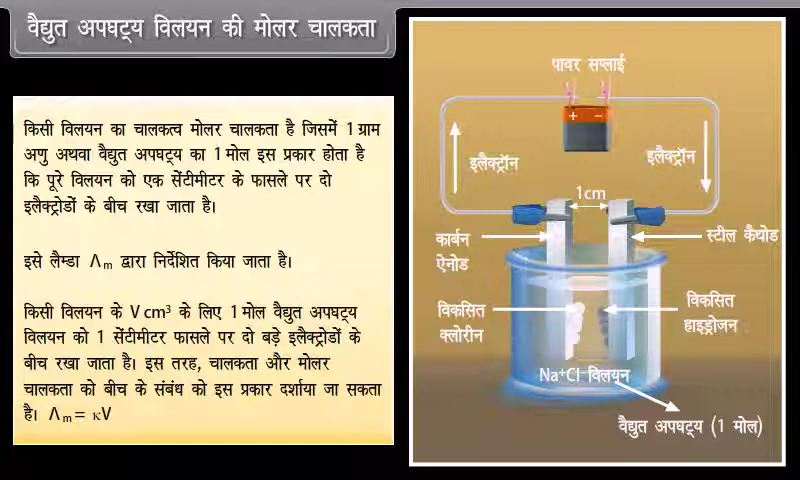 वैद्युत अपघट्य विलयन की मोलर चालकता
किसी विलयन का चालकत्व मोलर चालकता है जिसमें 1 ग्राम
अणु अथवा वैद्युत अपघट्य का 1 मोल इस प्रकार होता है
कि पूरे विलयन को एक सेंटीमीटर के फासले पर दो
इलैक्ट्रोडों के बीच रखा जाता है।
इसे लैम्डा Λm द्वारा निर्देशित किया जाता है।
किसी विलयन के V cm³ के लिए 1 मोल वैद्युत अपघट्य
विलयन को 1 सेंटीमीटर फासले पर दो बड़े इलैक्ट्रोडों के
बीच रखा जाता है। इस तरह, चालकता और मोलर
चालकता को बीच के संबंध को इस प्रकार दर्शाया जा सकता
है। Λm = κV
पावर सप्लाई
+ −
इलैक्ट्रॉन
इलैक्ट्रॉन
1cm
कार्बन
ऐनोड
स्टील कैथोड
विकसित
क्लोरीन
विकसित
हाइड्रोजन
Na⁺Cl⁻विलयन
वैद्युत अपघट्य (1 मोल)